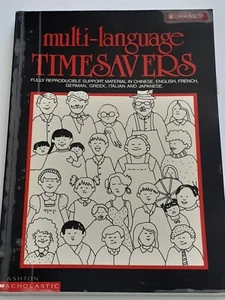 multi-language
TIMESAVERS
FULLY REPRODUCIBLE SUPPORT MATERIAL IN CHINESE, ENGLISH, FRENCH,
GERMAN, GREEK, ITALIAN AND JAPANESE.
ASHTON
SCHOLASTIC